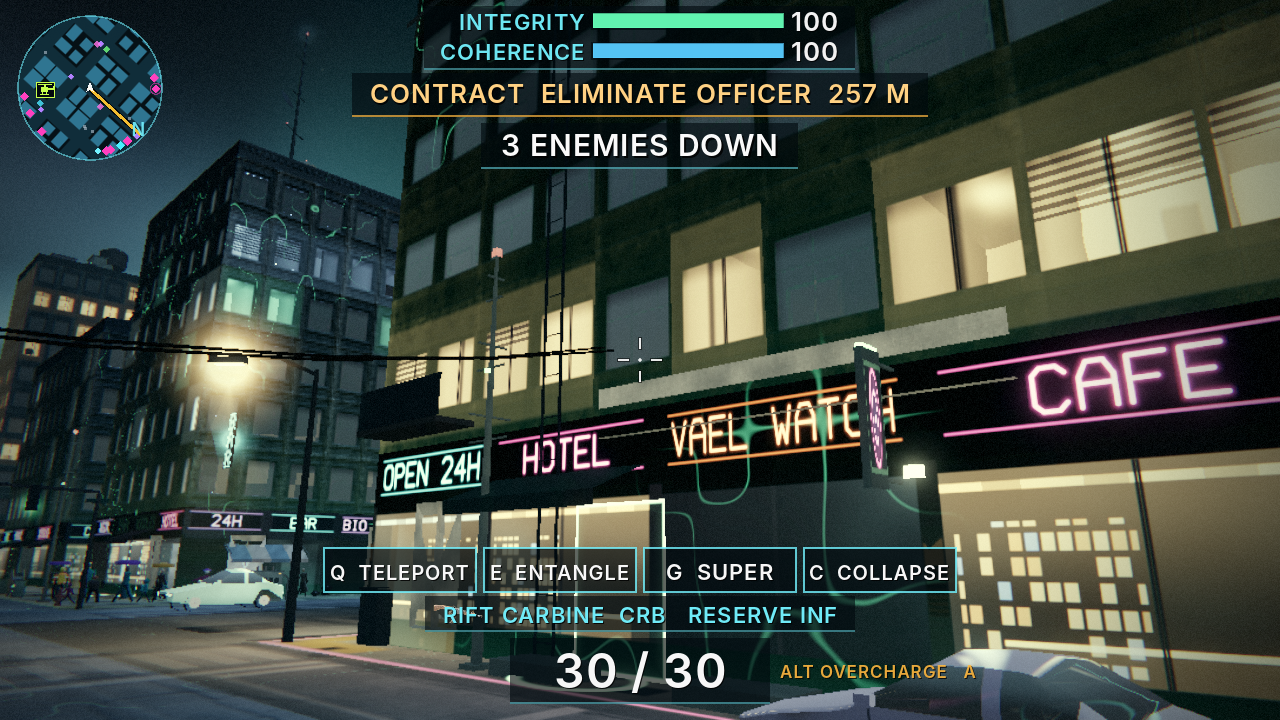 INTEGRITY 100
COHERENCE 100
CONTRACT ELIMINATE OFFICER 257 M
3 ENEMIES DOWN
N
CAFE
VAEL WATCH
HOTEL
OPEN 24H
HOTEL
24H
BAR
BIO
Q TELEPORT
E ENTANGLE
G SUPER
C COLLAPSE
RIFT CARBINE CRB RESERVE INF
30 / 30
ALT OVERCHARGE A